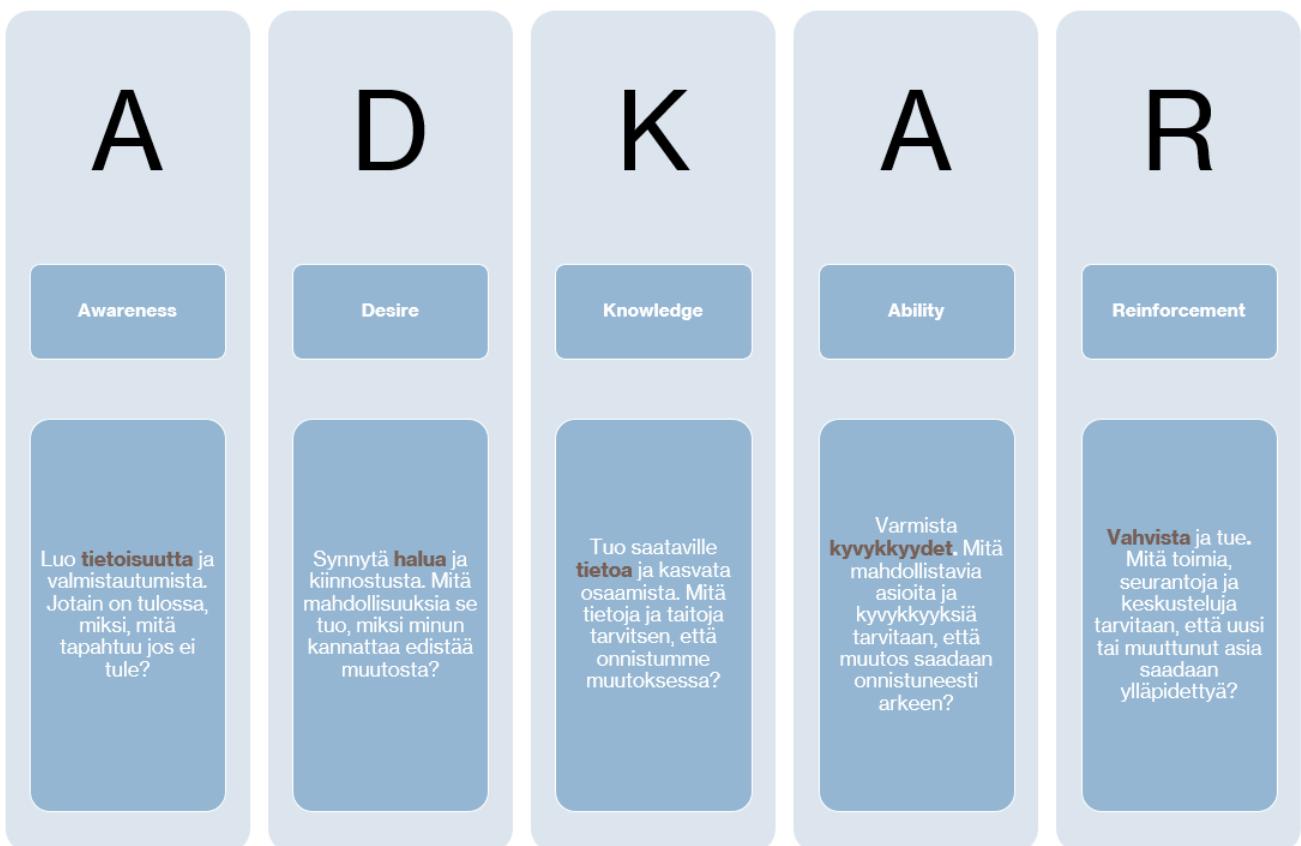 A
D
K
A
R
Awareness
Desire
Knowledge
Ability
Reinforcement
Luo tietoisuutta ja
valmistautumista.
Jotain on tulossa,
miksi, mitä
tapahtuu jos ei
tule?
Synnytä halua ja
kiinnostusta. Mitä
mahdollisuuksia se
tuo, miksi minun
kannattaa edistää
muutosta?
Tuo saataville
tietoa ja kasvata
osaamista. Mitä
tietoja ja taitoja
tarvitsen, että
onnistumme
muutoksessa?
Varmista
kyvykkyydet. Mitä
mahdollistavia
asioita ja
kyvykkyyksiä
tarvitaan, että
muutos saadaan
onnistuneesti
arkeen?
Vahvista ja tue.
Mitä toimia,
seurantoja ja
keskusteluja
tarvitaan, että uusi
tai muuttunut asia
saadaan
ylläpidettyä?